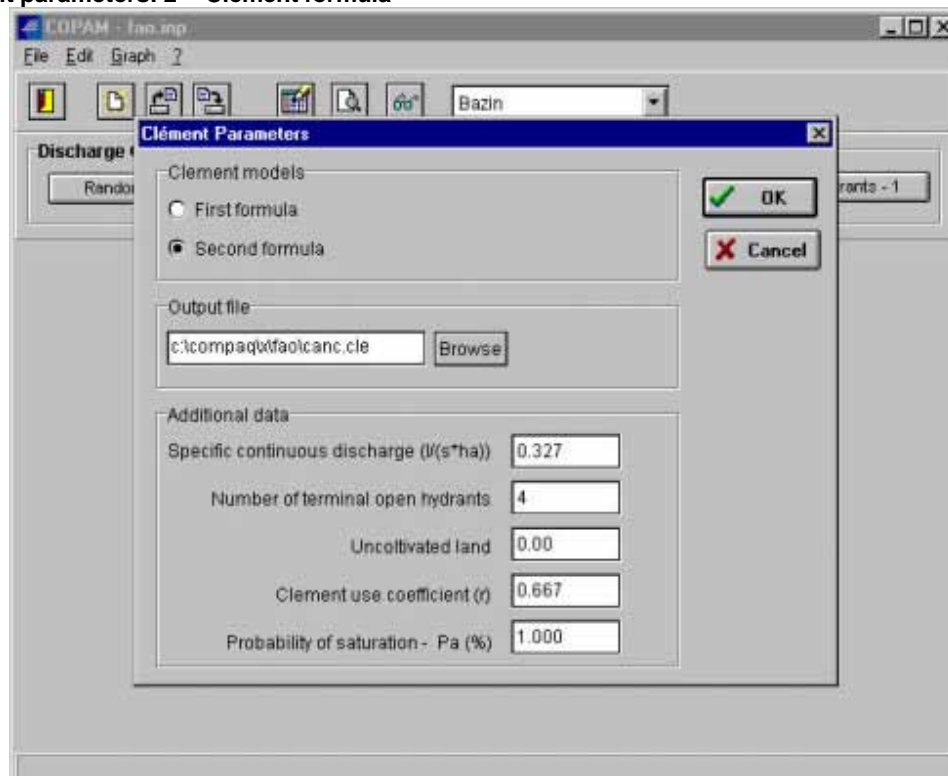 t parameters: 2 Clement formula
COPAM - fao.inp
File Edit Graph ?
Bazin
Clément Parameters
Discharge
Rando
rants - 1
Clement models
First formula
Second formula
OK
Cancel
Output file
c:\compaq\x\fao\canc.cle
Browse
Additional data
Specific continuous discharge (l/(s*ha)) 0.327
Number of terminal open hydrants 4
Uncoltivated land 0.00
Clement use coefficient (r) 0.667
Probability of saturation - Pa (%) 1.000